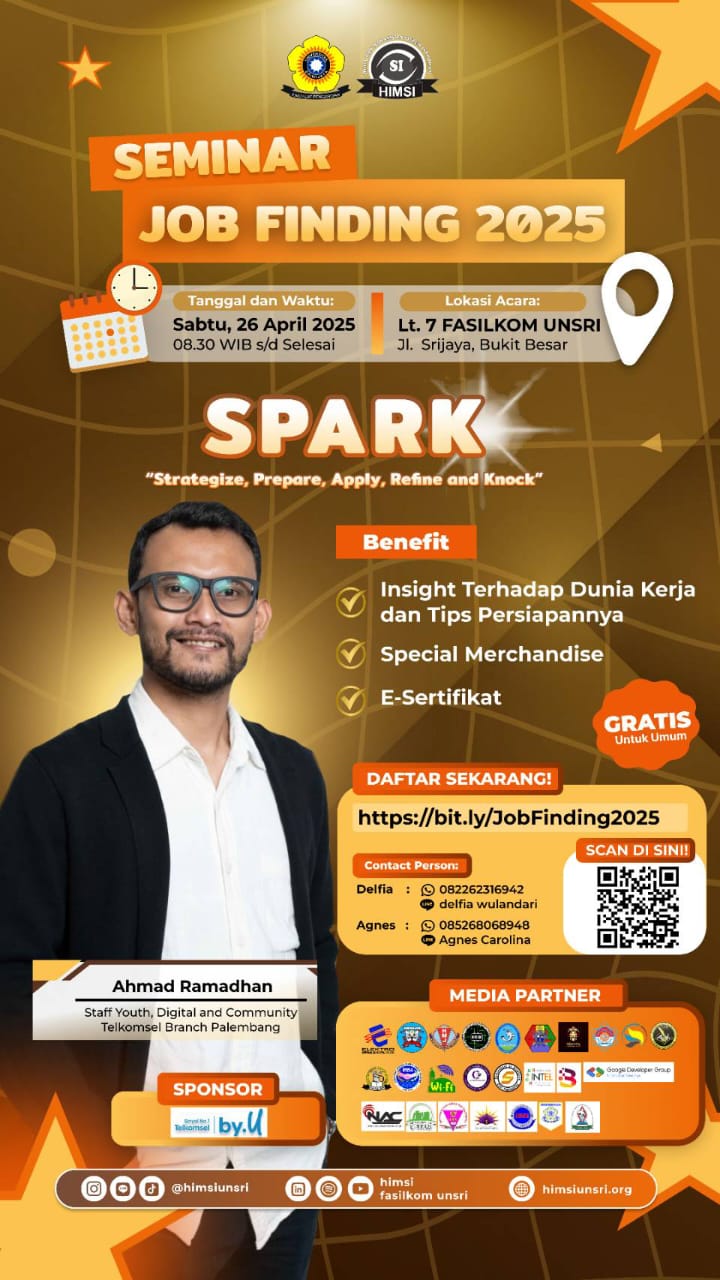 SI
HIMSI
SEMINAR
JOB FINDING 2025
Tanggal dan Waktu:
Sabtu, 26 April 2025
08.30 WIB s/d Selesai
Lokasi Acara:
Lt. 7 FASILKOM UNSRI
Jl. Srijaya, Bukit Besar
SPARK
"Strategize, Prepare, Apply, Refine and Knock"
Benefit
Insight Terhadap Dunia Kerja
dan Tips Persiapannya
Special Merchandise
E-Sertifikat
GRATIS
Untuk Umum
DAFTAR SEKARANG!
https://bit.ly/JobFinding2025
SCAN DI SINI!
Contact Person:
Delfia : 082262316942
delfia wulandari
Agnes : 085268068948
Agnes Carolina
Ahmad Ramadhan
Staff Youth, Digital and Community
Telkomsel Branch Palembang
MEDIA PARTNER
ELEKTRO
Wi-Fi
Google Developer Group
NAC
SPONSOR
Telkomsel
by.U
@himsiunsri
himsi
fasilkom unsri
himsiunsri.org